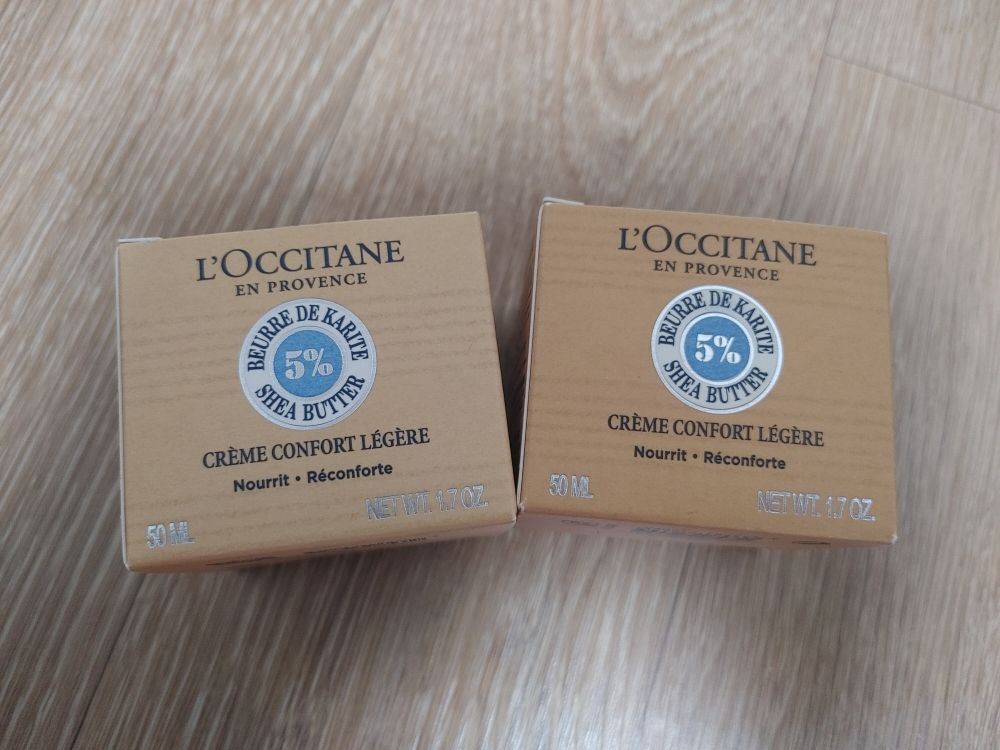 L'OCCITANE
EN PROVENCE
BEURRE DE KARITE
5%
SHEA BUTTER
CRÈME CONFORT LÉGÈRE
Nourrit • Réconforte
50 ML
NET WT. 1.7 OZ.
L'OCCITANE
EN PROVENCE
BEURRE DE KARITE
5%
SHEA BUTTER
CRÈME CONFORT LÉGÈRE
Nourrit • Réconforte
50 ML
NET WT. 1.7 OZ.